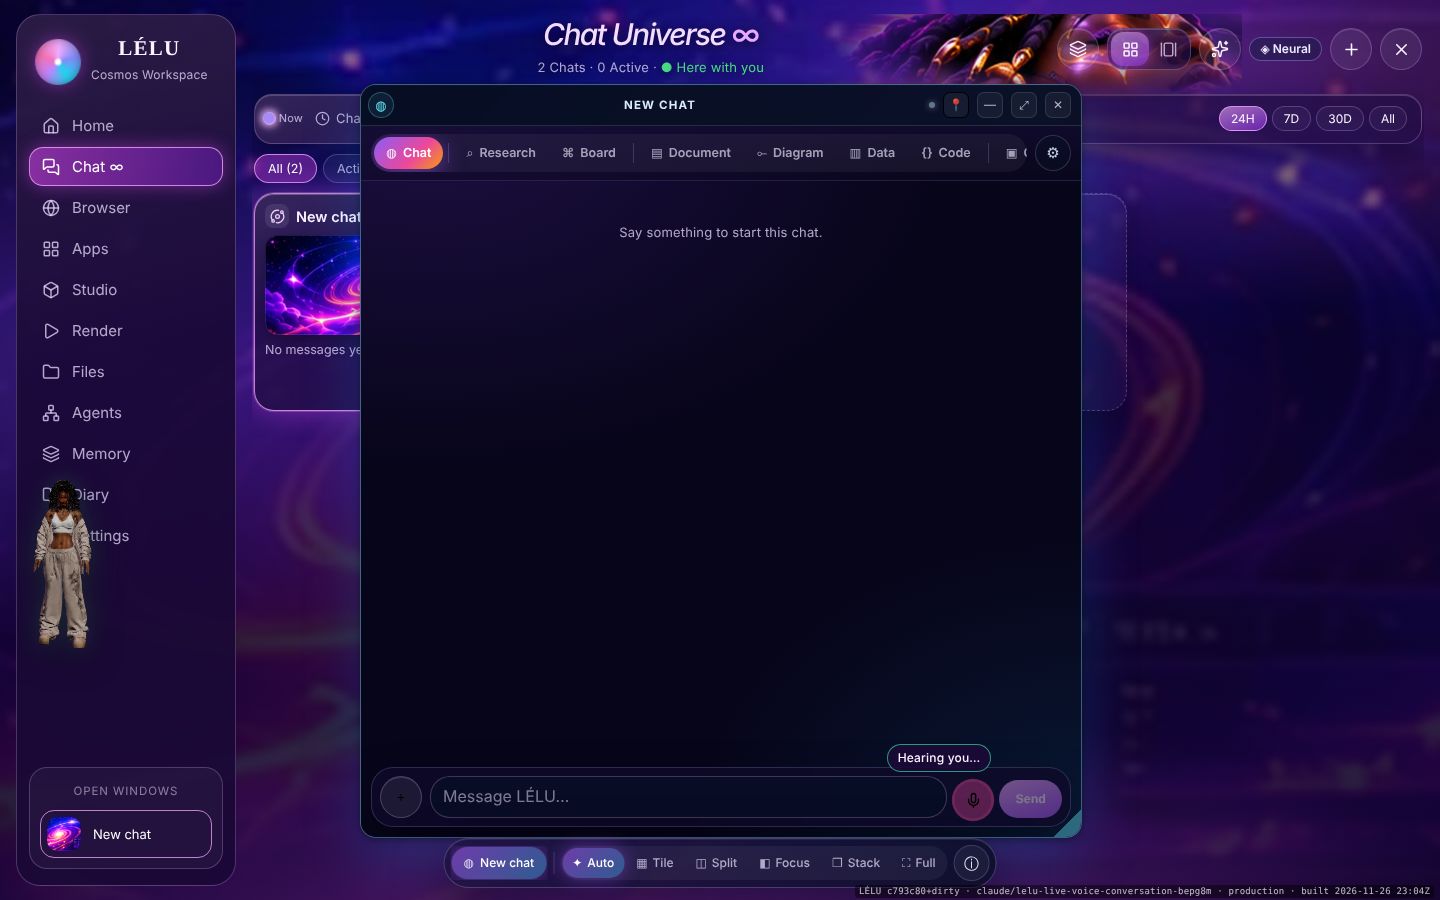 LÉLU
Cosmos Workspace
Home
Chat ∞
Browser
Apps
Studio
Render
Files
Agents
Memory
Diary
ettings
OPEN WINDOWS
New chat
Chat Universe ∞
2 Chats · 0 Active · Here with you
Neural
Now
Cha
24H 7D 30D All
All (2)
Acti
New chat
No messages ye
NEW CHAT
Chat Research Board Document Diagram Data Code
Say something to start this chat.
Hearing you...
Message LÉLU...
Send
New chat Auto Tile Split Focus Stack Full
LÉLU c793c80+dirty · claude/lelu-live-voice-conversation-bepg8m · production · built 2026-11-26 23:04Z